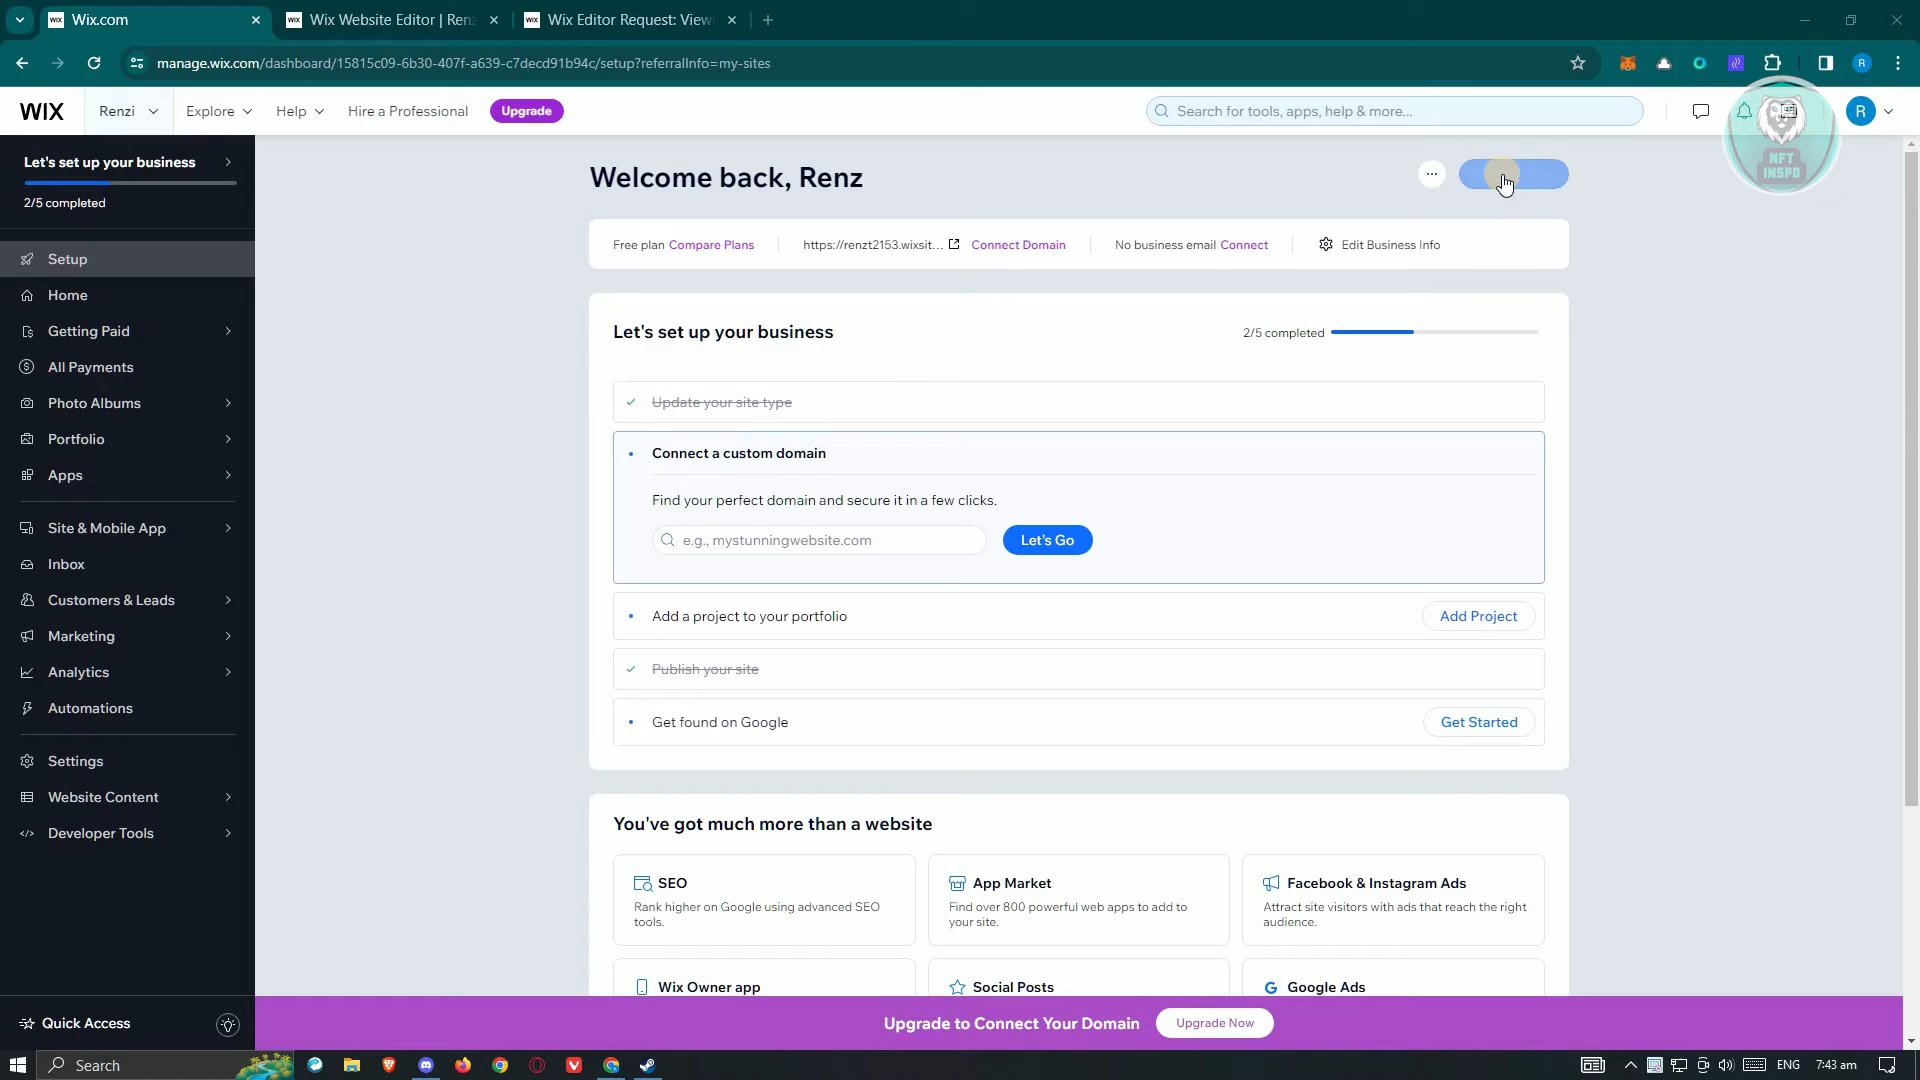 Wix.com
Wix Website Editor | Renz
Wix Editor Request: View
manage.wix.com/dashboard/15815c09-6b30-407f-a639-c7decd91b94c/setup?referralInfo=my-sites
R
WIX
Renzi
Explore
Help
Hire a Professional
Upgrade
Search for tools, apps, help & more...
R
NFT
INSPO
Let's set up your business
2/5 completed
Setup
Home
Getting Paid
All Payments
Photo Albums
Portfolio
Apps
Site & Mobile App
Inbox
Customers & Leads
Marketing
Analytics
Automations
Settings
Website Content
Developer Tools
Quick Access
Welcome back, Renz
Free plan Compare Plans
https://renzt2153.wixsit... Connect Domain
No business email Connect
Edit Business Info
Let's set up your business
2/5 completed
Update your site type
Connect a custom domain
Find your perfect domain and secure it in a few clicks.
e.g., mystunningwebsite.com
Let's Go
Add a project to your portfolio
Add Project
Publish your site
Get found on Google
Get Started
You've got much more than a website
SEO
Rank higher on Google using advanced SEO
tools.
App Market
Find over 800 powerful web apps to add to
your site.
Facebook & Instagram Ads
Attract site visitors with ads that reach the right
audience.
Wix Owner app
Social Posts
Google Ads
Upgrade to Connect Your Domain
Upgrade Now
Search
ENG
7:43 am